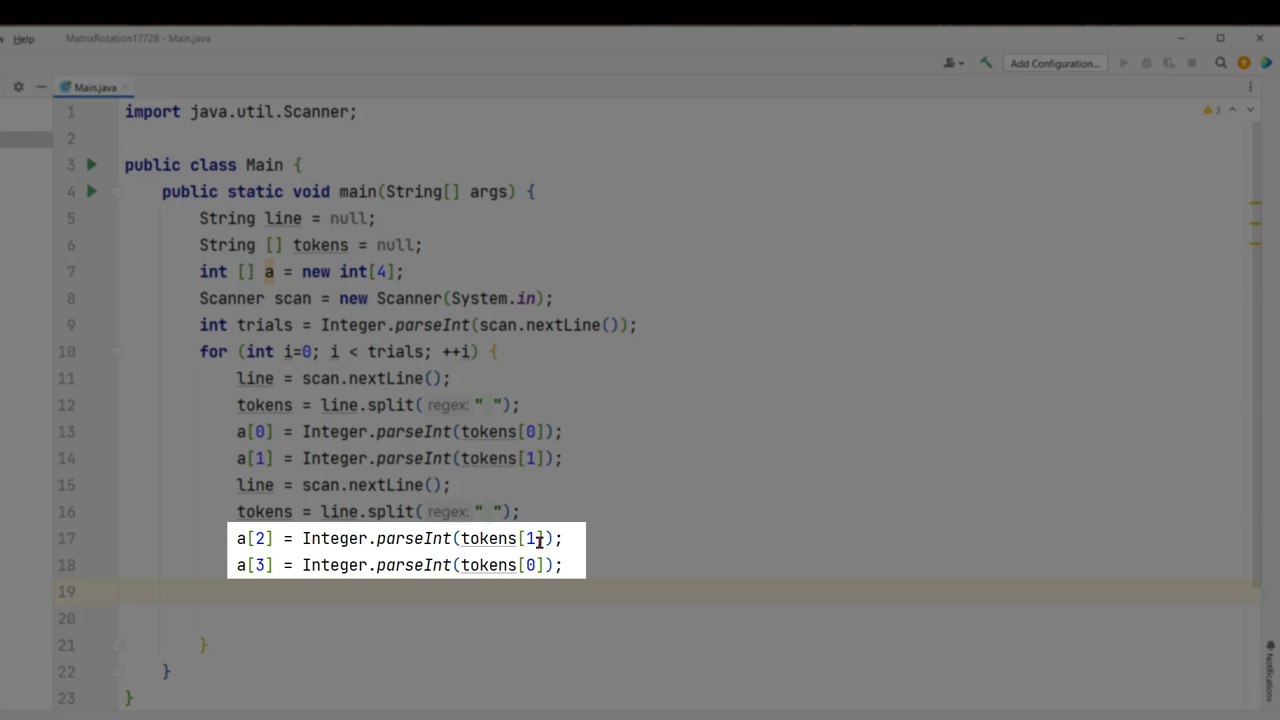 w Help MatrixRotation1772B - Main.java
Add Configuration...
Main.java
1 import java.util.Scanner; 3
2
3 public class Main {
4 public static void main(String[] args) {
5 String line = null;
6 String [] tokens = null;
7 int [] a = new int[4];
8 Scanner scan = new Scanner(System.in);
9 int trials = Integer.parseInt(scan.nextLine());
10 for (int i=0; i < trials; ++i) {
11 line = scan.nextLine();
12 tokens = line.split( regex: " ");
13 a[0] = Integer.parseInt(tokens[0]);
14 a[1] = Integer.parseInt(tokens[1]);
15 line = scan.nextLine();
16 tokens = line.split( regex: " ");
17 a[2] = Integer.parseInt(tokens[1]);
18 a[3] = Integer.parseInt(tokens[0]);
19
20
21 }
22 }
23 }
Notifications